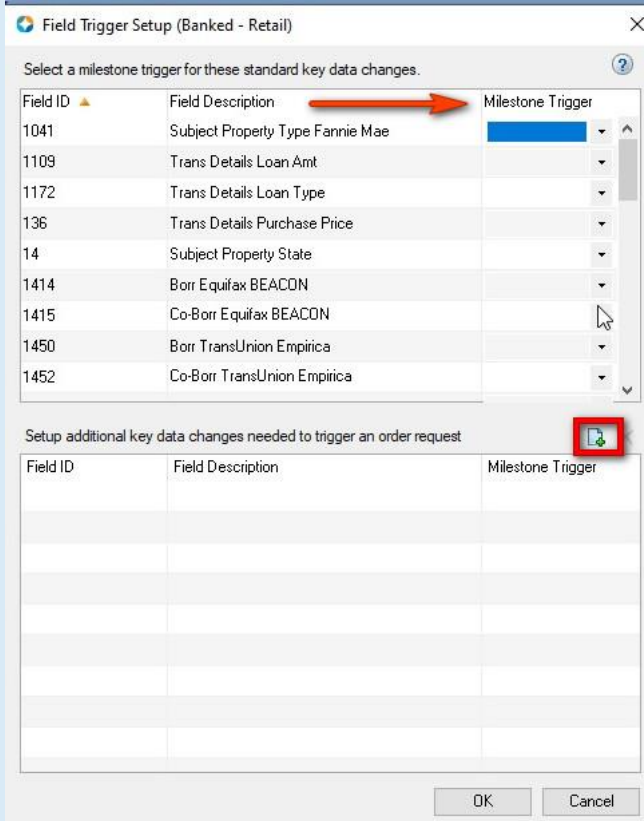 Field Trigger Setup (Banked - Retail)
Select a milestone trigger for these standard key data changes.
Field ID Field Description Milestone Trigger
1041 Subject Property Type Fannie Mae
1109 Trans Details Loan Amt
1172 Trans Details Loan Type
136 Trans Details Purchase Price
14 Subject Property State
1414 Borr Equifax BEACON
1415 Co-Borr Equifax BEACON
1450 Borr TransUnion Empirica
1452 Co-Borr TransUnion Empirica
Setup additional key data changes needed to trigger an order request
Field ID Field Description Milestone Trigger
OK Cancel